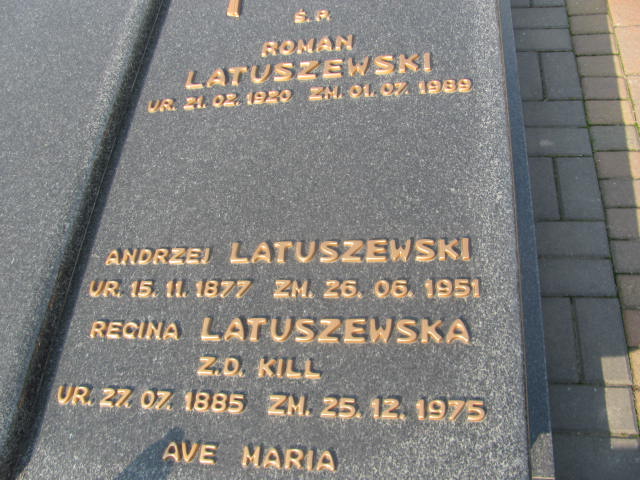 Ś. P.
ROMAN
LATUSZEWSKI
UR. 21. 02. 1920 ZM. 01. 07. 1989
ANDRZEJ LATUSZEWSKI
UR. 15. 11. 1877 ZM. 26. 06. 1951
REGINA LATUSZEWSKA
Z.D. KILL
UR. 27. 07. 1885 ZM. 25. 12. 1975
AVE MARIA